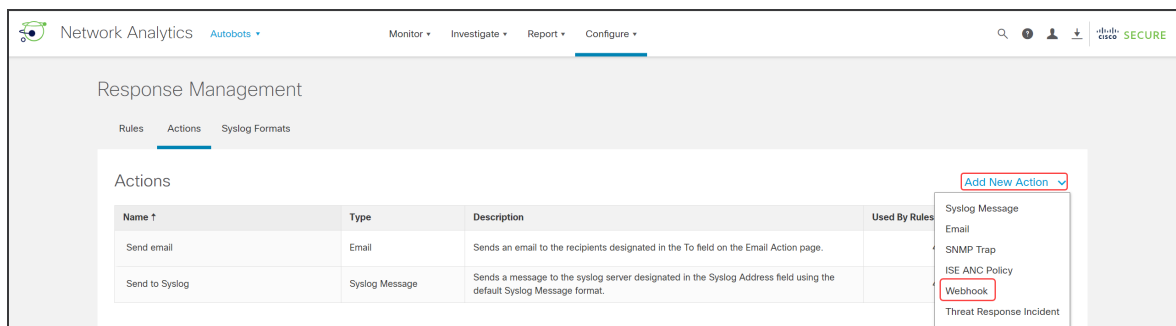 Network Analytics Autobots Monitor Investigate Report Configure cisco SECURE
Response Management
Rules Actions Syslog Formats
Actions Add New Action
Name ↑ Type Description Used By Rules
Syslog Message
Email
SNMP Trap
ISE ANC Policy
Webhook
Threat Response Incident
Send email Email Sends an email to the recipients designated in the To field on the Email Action page.
Send to Syslog Syslog Message Sends a message to the syslog server designated in the Syslog Address field using the
default Syslog Message format.